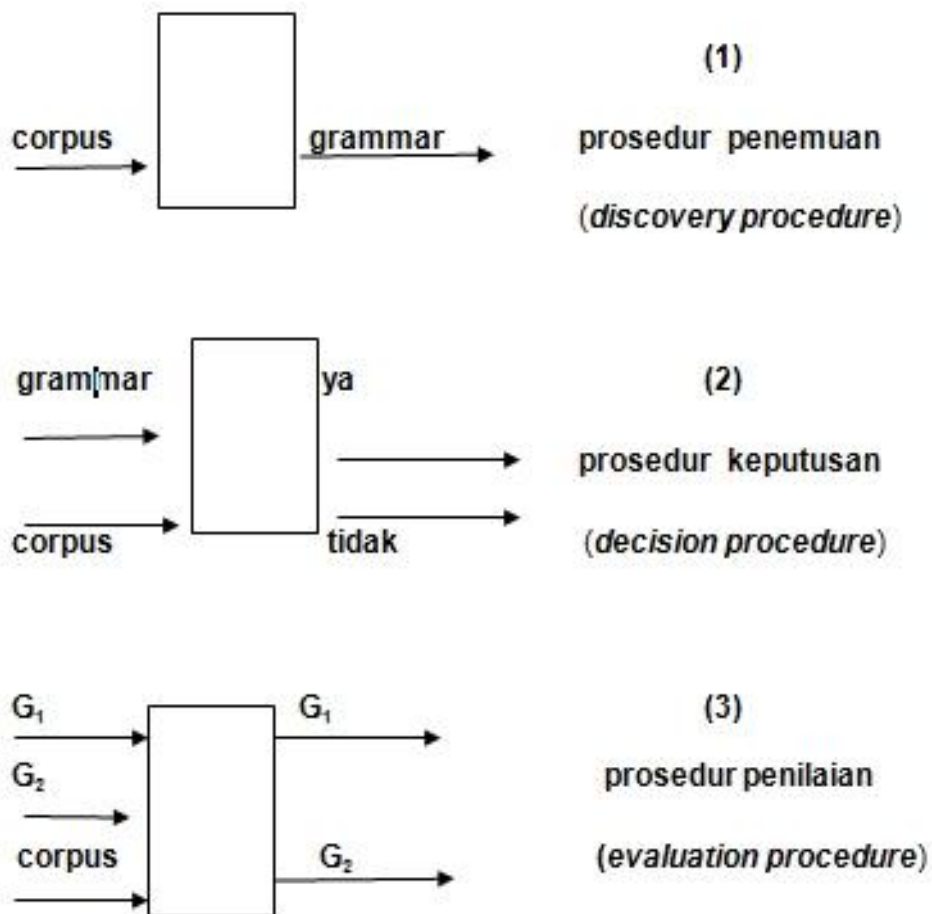 (1)
corpus
grammar
prosedur penemuan
(discovery procedure)
grammar
ya
(2)
prosedur keputusan
corpus
tidak
(decision procedure)
G₁
G₁
(3)
G₂
prosedur penilaian
corpus
G₂
(evaluation procedure)